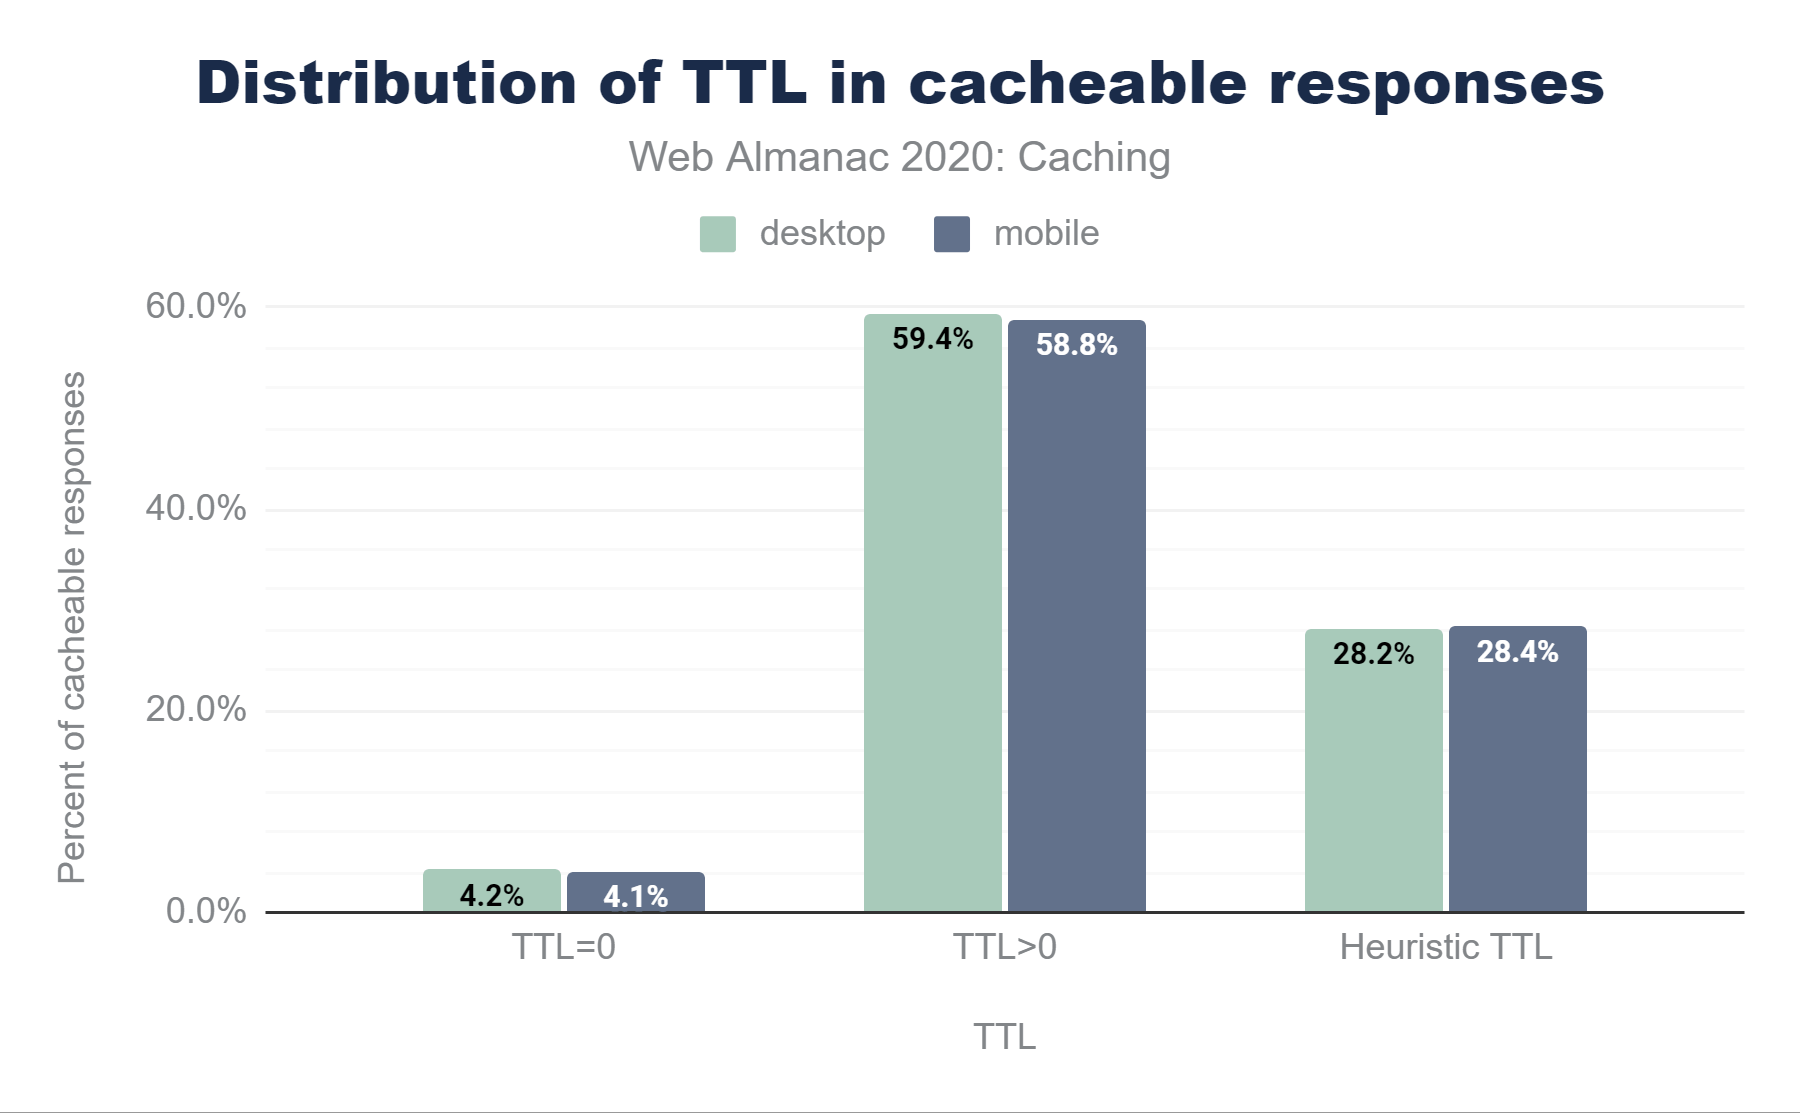 Distribution of TTL in cacheable responses
Web Almanac 2020: Caching
desktop
mobile
Percent of cacheable responses
60.0%
40.0%
20.0%
0.0%
4.2%
4.1%
59.4%
58.8%
28.2%
28.4%
TTL=0
TTL>0
Heuristic TTL
TTL